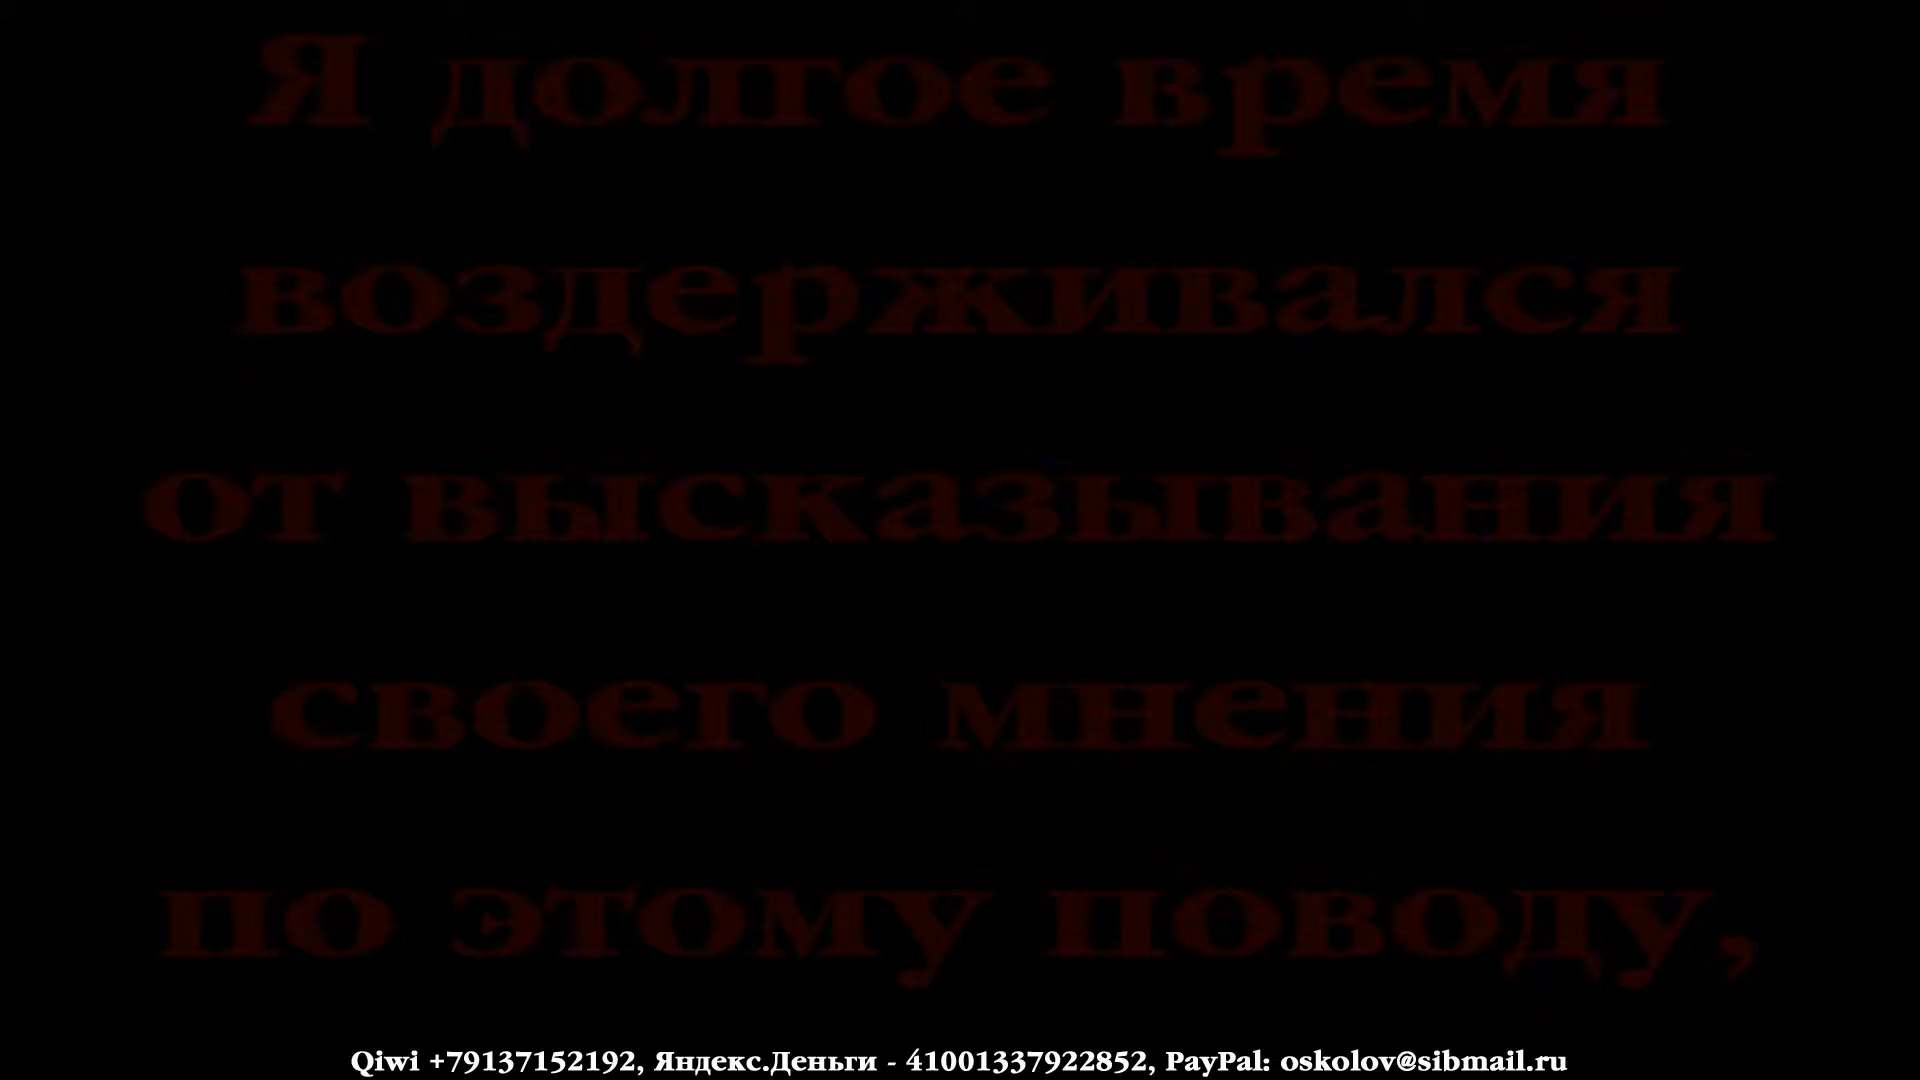 Я долгое время
воздерживался
от высказывания
своего мнения
по этому поводу,
Qiwi +79137152192, Яндекс.Деньги - 41001337922852, PayPal: oskolov@sibmail.ru